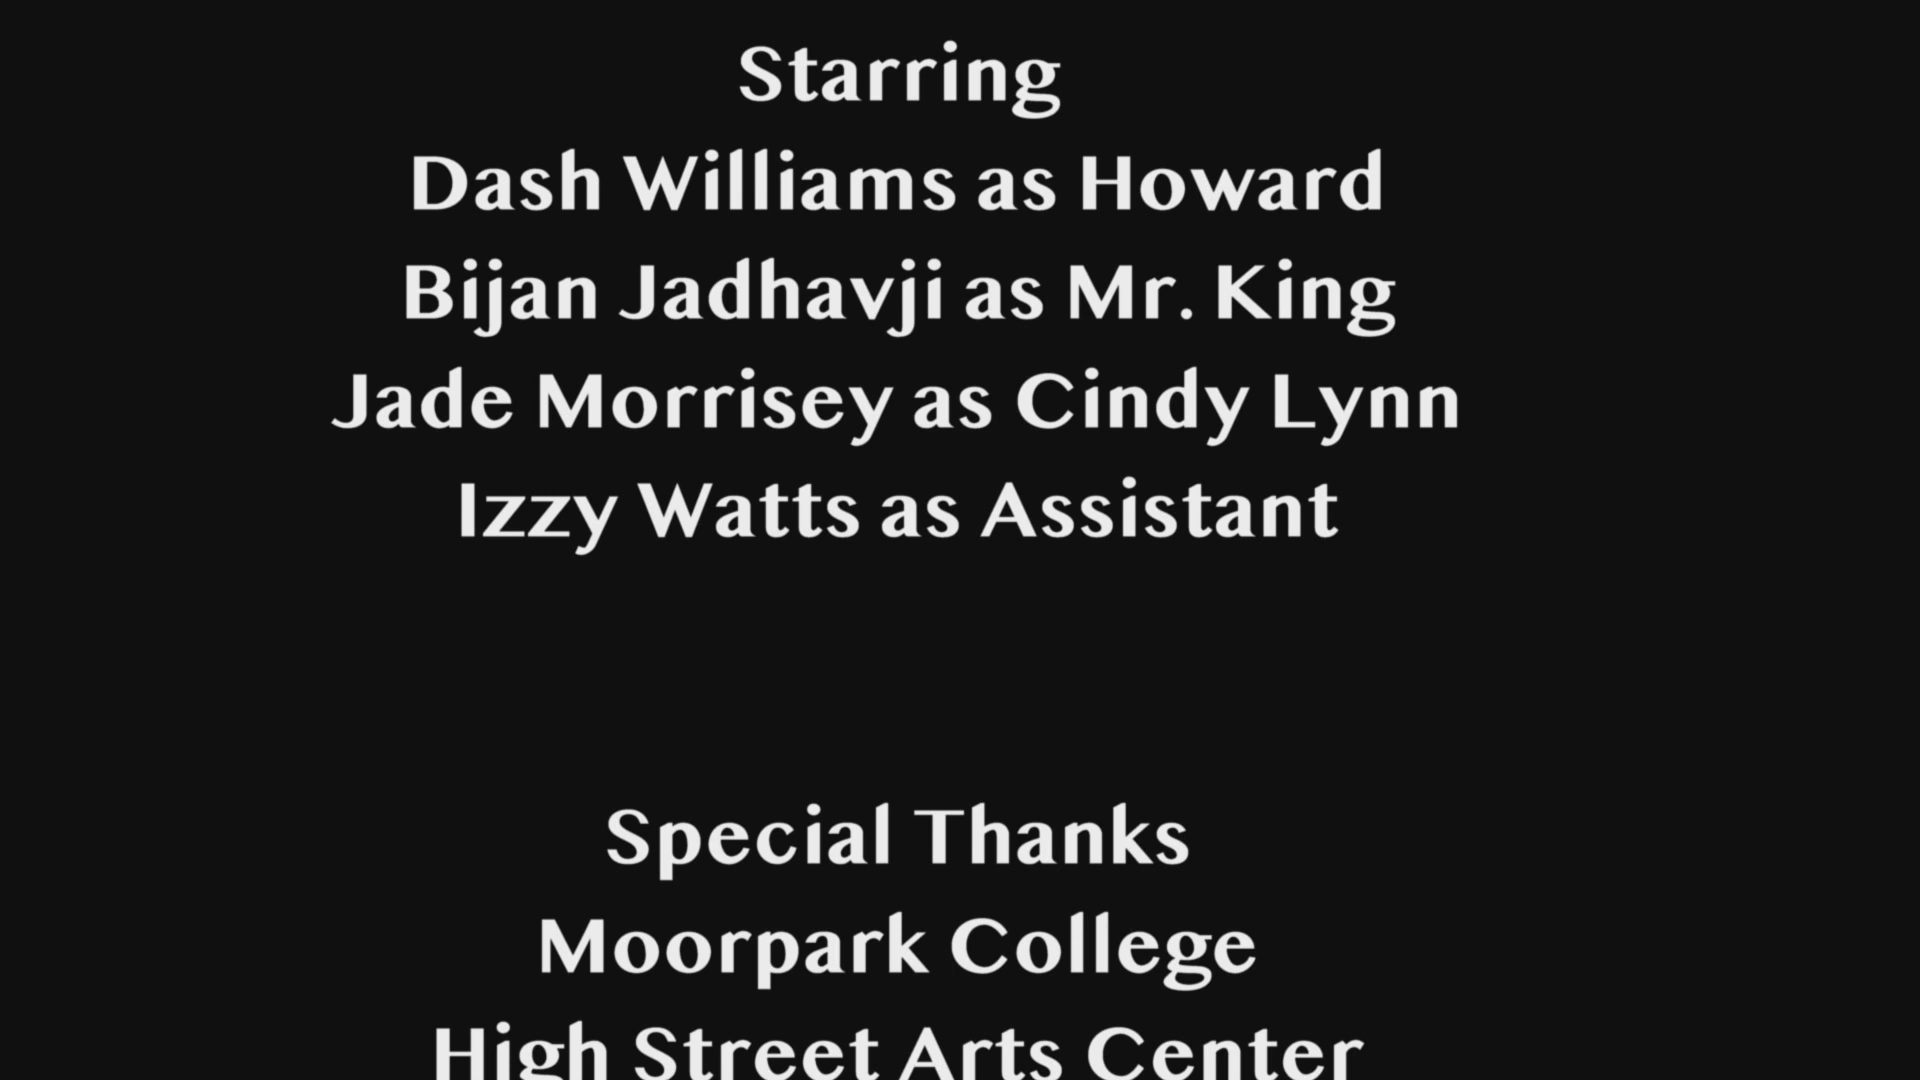 Starring
Dash Williams as Howard
Bijan Jadhavji as Mr. King
Jade Morrisey as Cindy Lynn
Izzy Watts as Assistant
Special Thanks
Moorpark College
High Street Arts Center